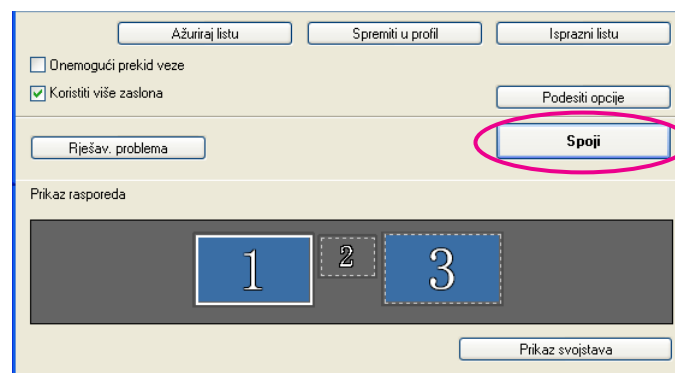 Ažuriraj listu Spremiti u profil Isprazni listu
Onemogući prekid veze
Koristiti više zaslona
Podesiti opcije
Rješav. problema Spoji
Prikaz rasporeda
1 2 3
Prikaz svojstava